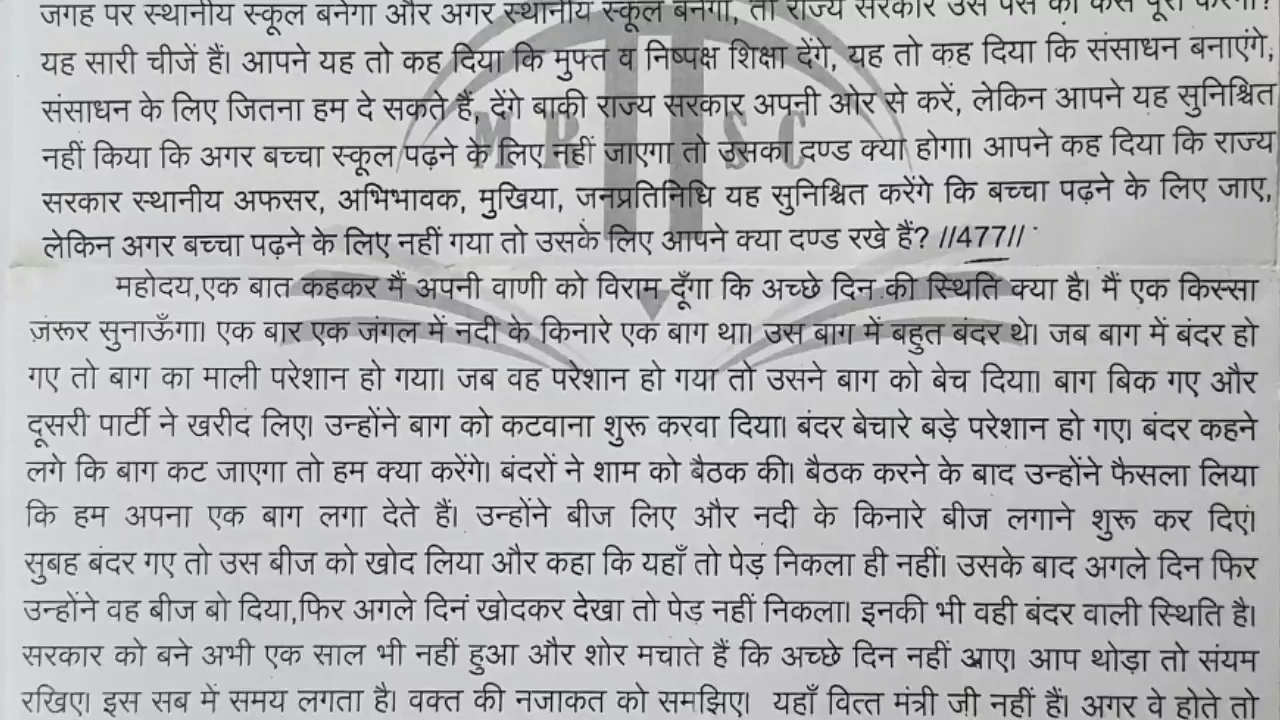 जगह पर स्थानीय स्कूल बनेगा और अगर स्थानीय स्कूल बनेगा, तो राज्य सरकार उस पैसे को कैसे पूरा करेगी?
यह सारी चीजें हैं। आपने यह तो कह दिया कि मुफ्त व निष्पक्ष शिक्षा देंगे, यह तो कह दिया कि संसाधन बनाएंगे,
संसाधन के लिए जितना हम दे सकते हैं, देंगे बाकी राज्य सरकार अपनी ओर से करें, लेकिन आपने यह सुनिश्चित
नहीं किया कि अगर बच्चा स्कूल पढ़ने के लिए नहीं जाएगा तो उसका दण्ड क्या होगा। आपने कह दिया कि राज्य
सरकार स्थानीय अफसर, अभिभावक, मुखिया, जनप्रतिनिधि यह सुनिश्चित करेंगे कि बच्चा पढ़ने के लिए जाए,
लेकिन अगर बच्चा पढ़ने के लिए नहीं गया तो उसके लिए आपने क्या दण्ड रखे हैं? //477//
महोदय,एक बात कहकर मैं अपनी वाणी को विराम दूँगा कि अच्छे दिन की स्थिति क्या है। मैं एक किस्सा
ज़रूर सुनाऊँगा। एक बार एक जंगल में नदी के किनारे एक बाग था। उस बाग में बहुत बंदर थे। जब बाग में बंदर हो
गए तो बाग का माली परेशान हो गया। जब वह परेशान हो गया तो उसने बाग को बेच दिया। बाग बिक गए और
दूसरी पार्टी ने खरीद लिए। उन्होंने बाग को कटवाना शुरू करवा दिया। बंदर बेचारे बड़े परेशान हो गए। बंदर कहने
लगे कि बाग कट जाएगा तो हम क्या करेंगे। बंदरों ने शाम को बैठक की। बैठक करने के बाद उन्होंने फैसला लिया
कि हम अपना एक बाग लगा देते हैं। उन्होंने बीज लिए और नदी के किनारे बीज लगाने शुरू कर दिए।
सुबह बंदर गए तो उस बीज को खोद लिया और कहा कि यहाँ तो पेड़ निकला ही नहीं। उसके बाद अगले दिन फिर
उन्होंने वह बीज बो दिया,फिर अगले दिन खोदकर देखा तो पेड़ नहीं निकला। इनकी भी वही बंदर वाली स्थिति है।
सरकार को बने अभी एक साल भी नहीं हुआ और शोर मचाते हैं कि अच्छे दिन नहीं आए। आप थोड़ा तो संयम
रखिए। इस सब में समय लगता है। वक्त की नजाकत को समझिए। यहाँ वित्त मंत्री जी नहीं हैं। अगर वे होते तो